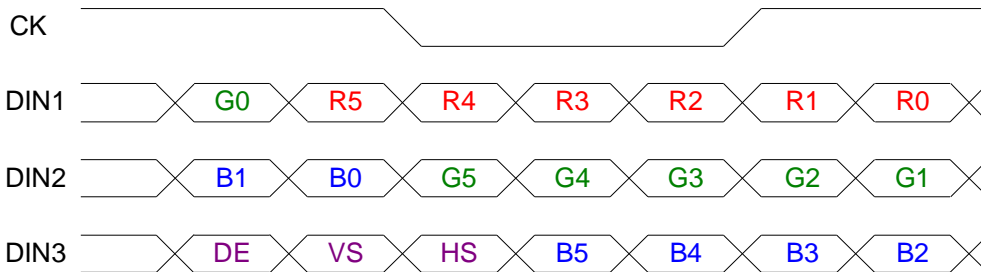 CK
DIN1 G0 R5 R4 R3 R2 R1 R0
DIN2 B1 B0 G5 G4 G3 G2 G1
DIN3 DE VS HS B5 B4 B3 B2